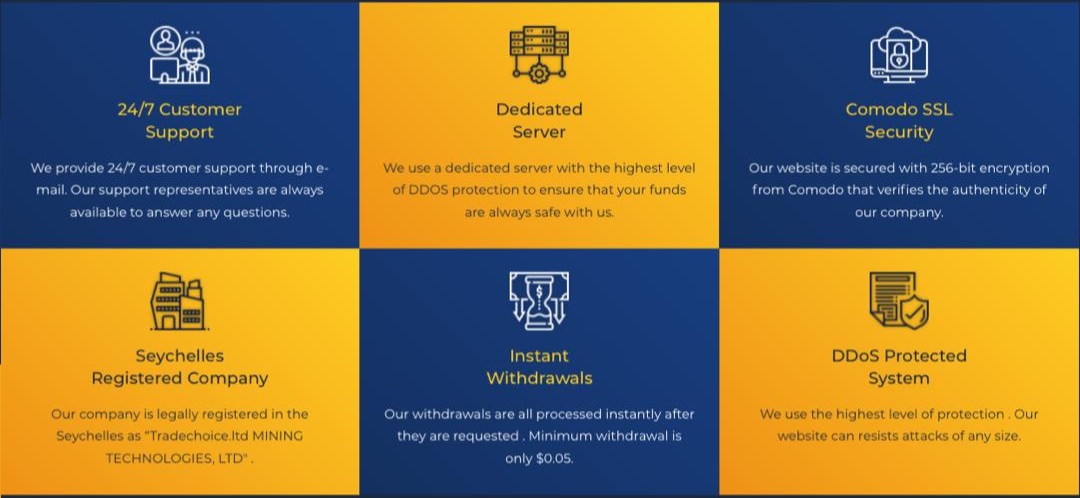 24/7 Customer
Support
We provide 24/7 customer support through e-
mail. Our support representatives are always
available to answer any questions.
Dedicated
Server
We use a dedicated server with the highest level
of DDOS protection to ensure that your funds
are always safe with us.
Comodo SSL
Security
Our website is secured with 256-bit encryption
from Comodo that verifies the authenticity of
our company.
Seychelles
Registered Company
Our company is legally registered in the
Seychelles as "Tradechoice.ltd MINING
TECHNOLOGIES, LTD" .
Instant
Withdrawals
Our withdrawals are all processed instantly after
they are requested . Minimum withdrawal is
only $0.05.
DDoS Protected
System
We use the highest level of protection . Our
website can resists attacks of any size.